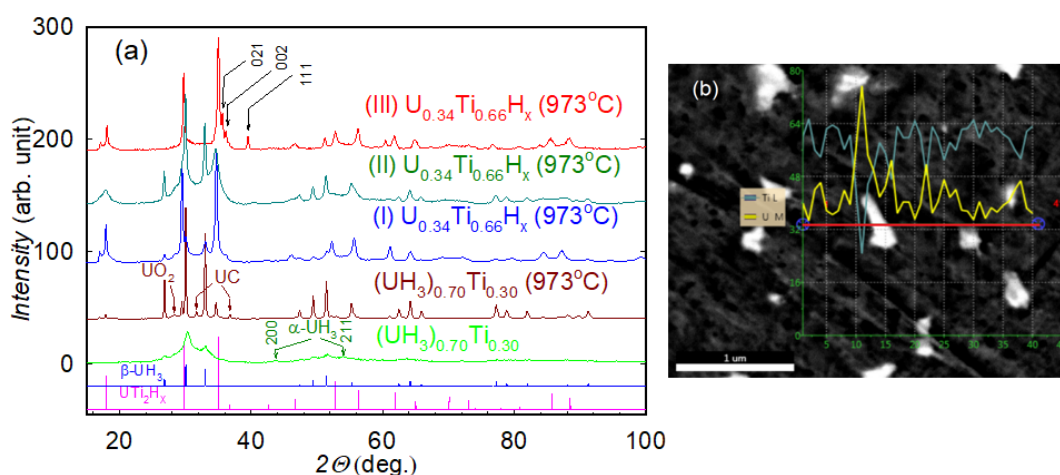 300
(a)
021
002
111
(III) U0.34Ti0.66Hx (973°C)
200
(II) U0.34Ti0.66Hx (973°C)
(I) U0.34Ti0.66Hx (973°C)
100
UO2
UC
(UH3)0.70Ti0.30 (973°C)
200
α-UH3
211
(UH3)0.70Ti0.30
0
β-UH3
UTi2HX
20 40 60 80 100
2Θ (deg.)
Intensity (arb. unit)
(b)
80
64
48
32
16
0
Ti L
U M
4
0 5 10 15 20 25 30 35 40
1 um